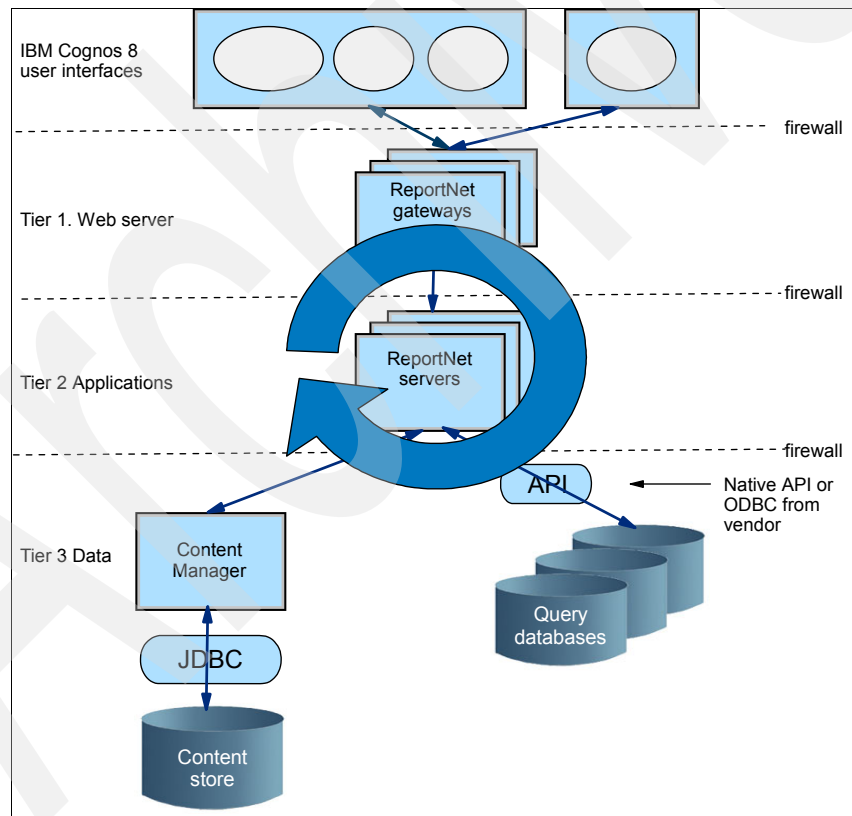 IBM Cognos 8
user interfaces
firewall
ReportNet
gateways
Tier 1. Web server
firewall
ReportNet
servers
Tier 2 Applications
firewall
API
Native API or
ODBC from
vendor
Content
Manager
Tier 3 Data
Query
databases
JDBC
Content
store